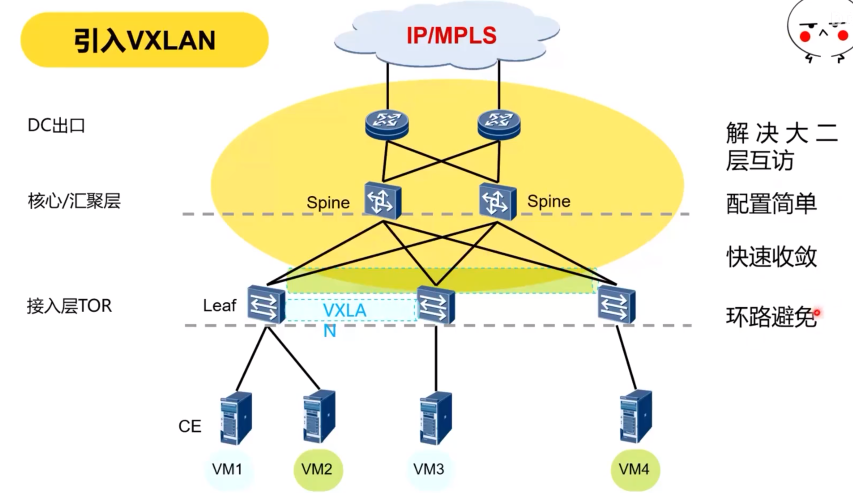 引入VXLAN
IP/MPLS
DC出口
解决大二
层互访
核心/汇聚层
Spine
Spine
配置简单
快速收敛
接入层TOR
Leaf
VXLA
N
环路避免
CE
VM1
VM2
VM3
VM4